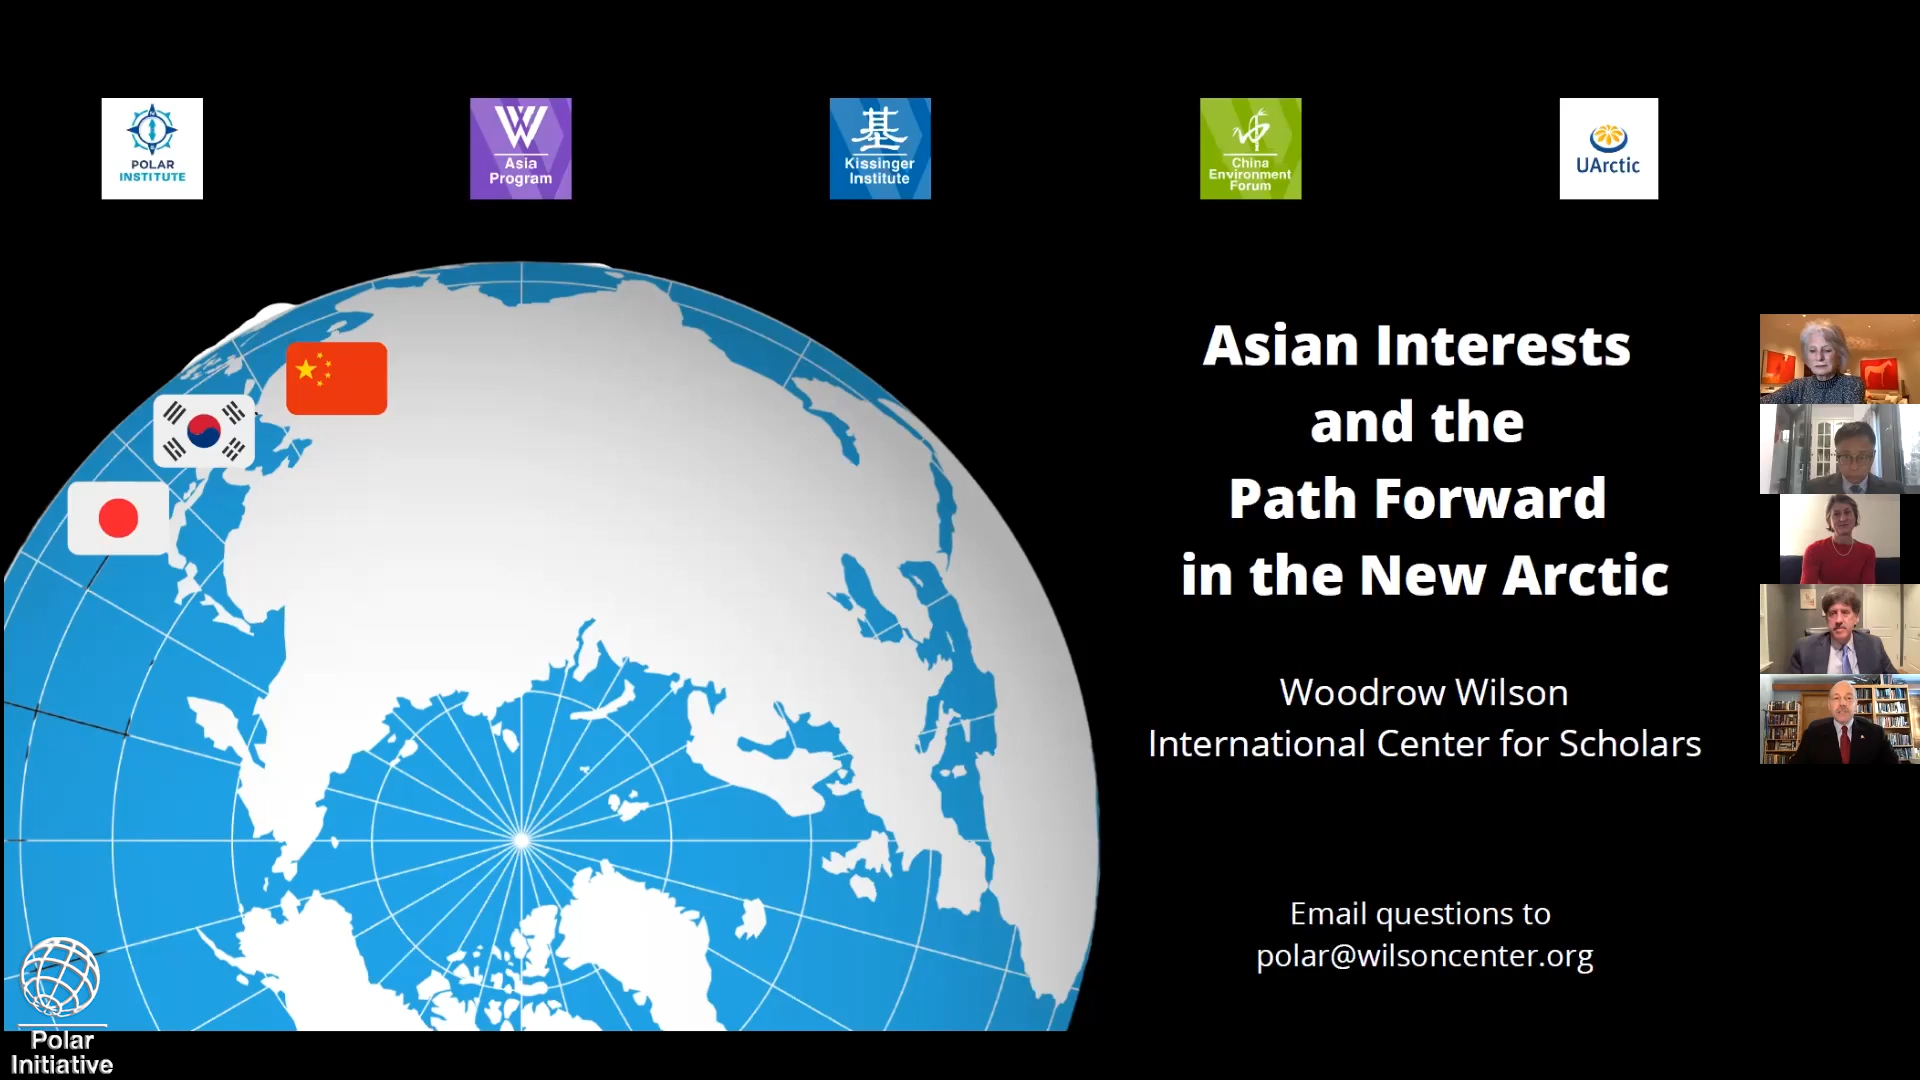 POLAR
INSTITUTE
W
Asia
Program
基
Kissinger
Institute
China
Environment
Forum
UArctic
Asian Interests
and the
Path Forward
in the New Arctic
Woodrow Wilson
International Center for Scholars
Email questions to
polar@wilsoncenter.org
Polar
Initiative